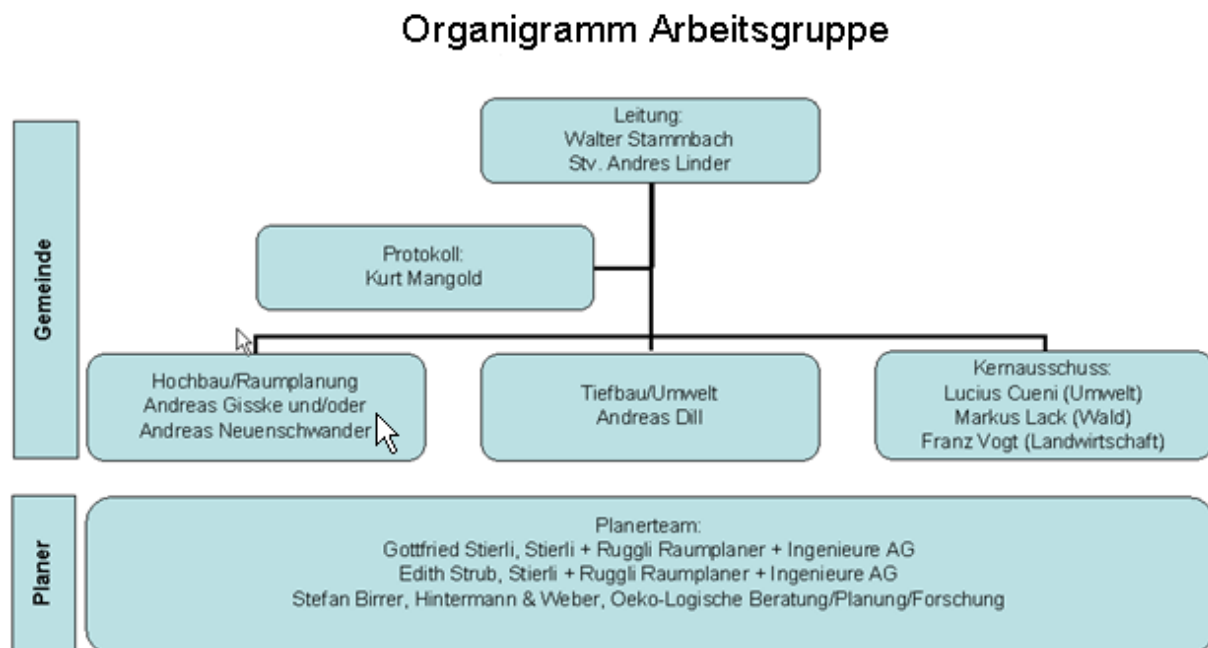 Organigramm Arbeitsgruppe
Gemeinde
Leitung:
Walter Stammbach
Stv. Andres Linder
Protokoll:
Kurt Mangold
Hochbau/Raumplanung
Andreas Gisske und/oder
Andreas Neuenschwander
Tiefbau/Umwelt
Andreas Dill
Kernausschuss:
Lucius Cueni (Umwelt)
Markus Lack (Wald)
Franz Vogt (Landwirtschaft)
Planer
Planerteam:
Gottfried Stierli, Stierli + Ruggli Raumplaner + Ingenieure AG
Edith Strub, Stierli + Ruggli Raumplaner + Ingenieure AG
Stefan Birrer, Hintermann & Weber, Oeko-Logische Beratung/Planung/Forschung